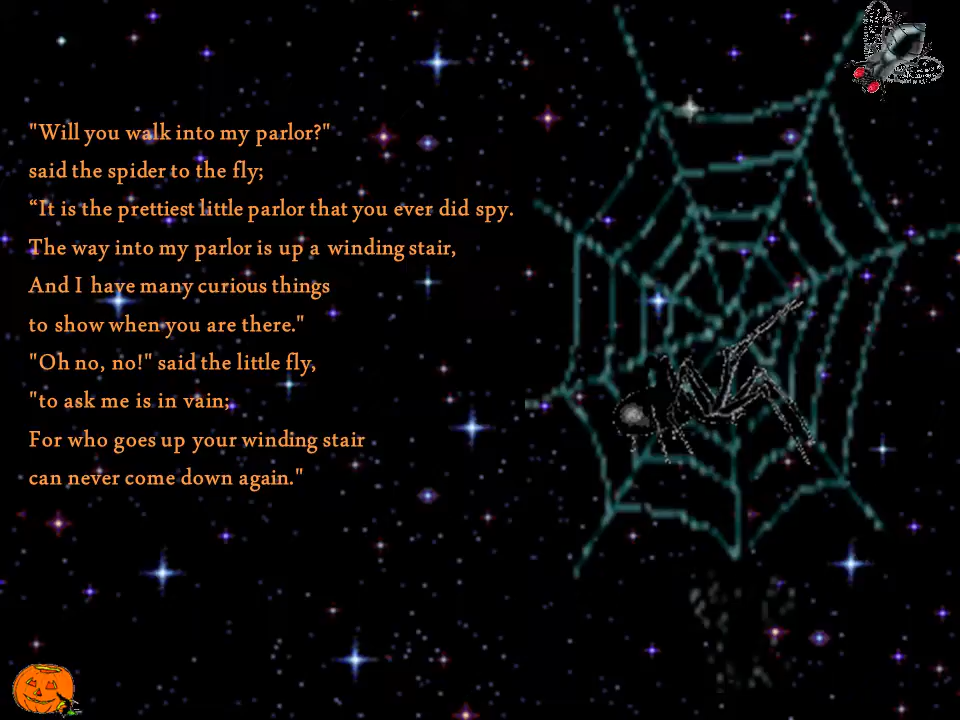 "Will you walk into my parlor?"
said the spider to the fly;
“It is the prettiest little parlor that you ever did spy.
The way into my parlor is up a winding stair,
And I have many curious things
to show when you are there."
"Oh no, no!" said the little fly,
"to ask me is in vain;
For who goes up your winding stair
can never come down again."